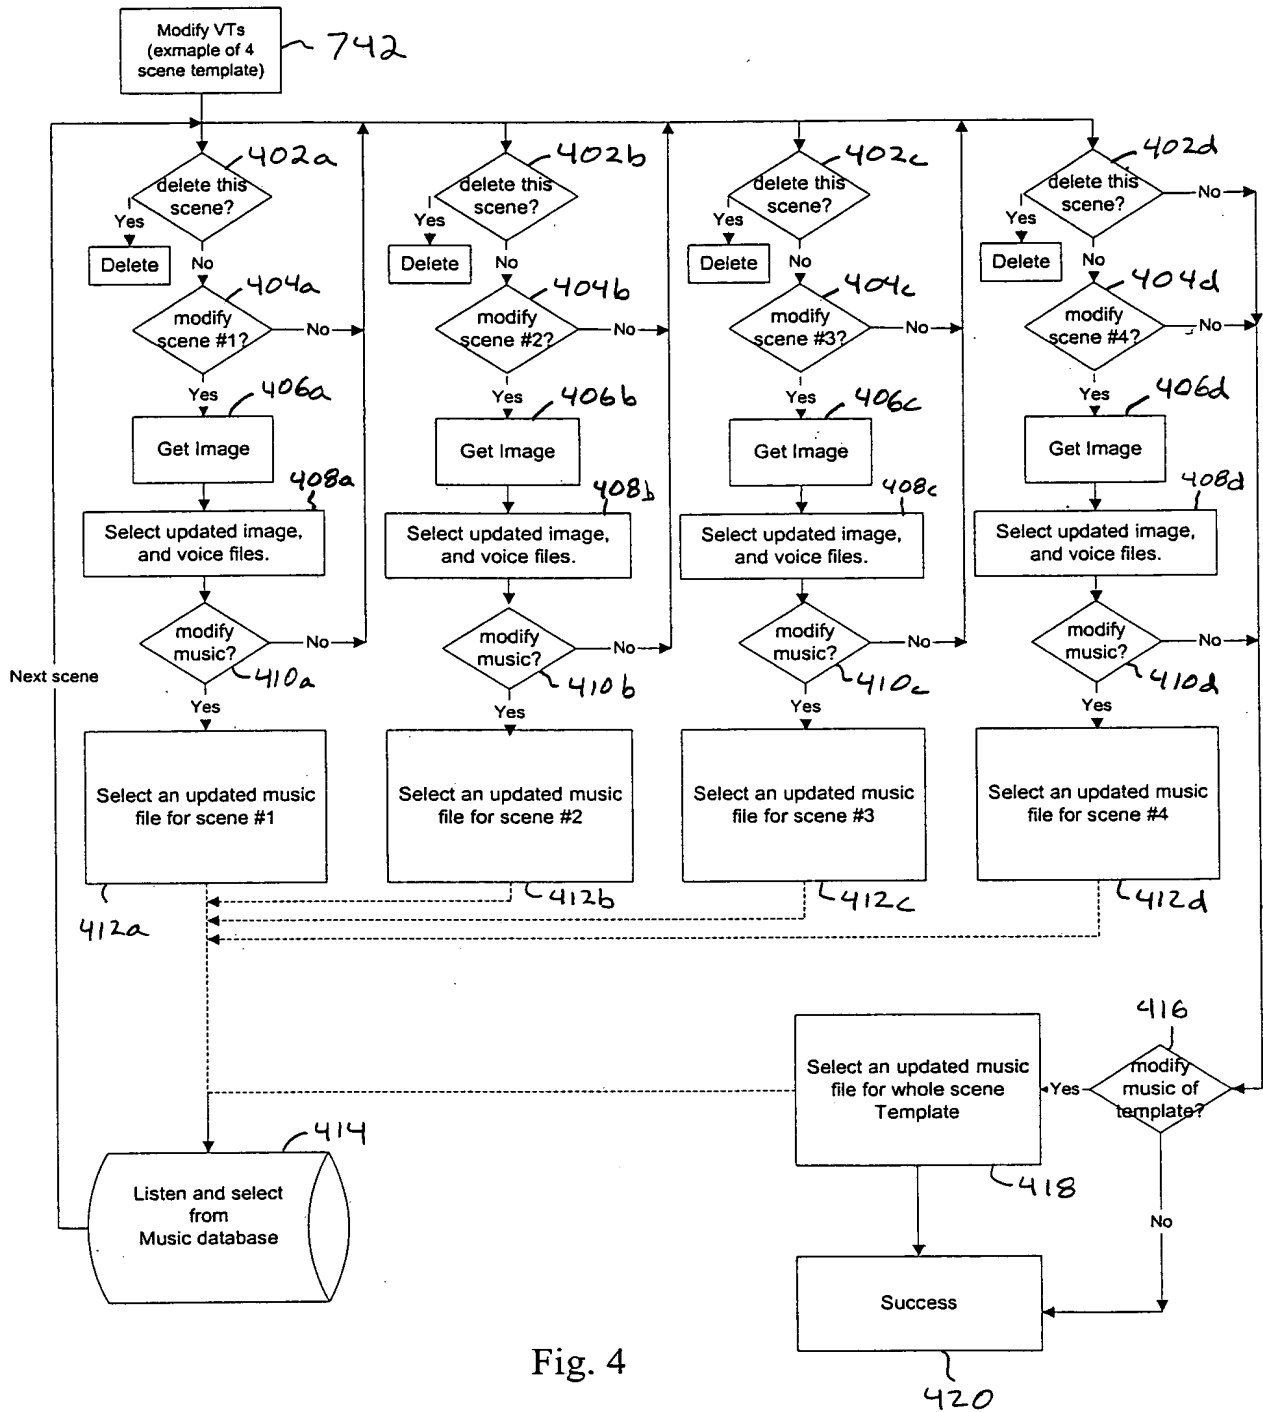 Modify VTs
(exmaple of 4
scene template)
742
402a
delete this
scene?
Yes
Delete
No
404a
modify
scene #1?
No
Yes
406a
Get Image
408a
Select updated image,
and voice files.
modify
music?
No
410a
Yes
Select an updated music
file for scene #1
412a
402b
delete this
scene?
Yes
Delete
No
404b
modify
scene #2?
No
Yes
406b
Get Image
408b
Select updated image,
and voice files.
modify
music?
No
410b
Yes
Select an updated music
file for scene #2
412b
402c
delete this
scene?
Yes
Delete
No
404c
modify
scene #3?
No
Yes
406c
Get Image
408c
Select updated image,
and voice files.
modify
music?
No
410c
Yes
Select an updated music
file for scene #3
412c
402d
delete this
scene?
No
Yes
Delete
No
404d
modify
scene #4?
No
Yes
406d
Get Image
408d
Select updated image,
and voice files.
modify
music?
No
410d
Yes
Select an updated music
file for scene #4
412d
Next scene
416
modify
music of
template?
Yes
No
Select an updated music
file for whole scene
Template
418
414
Listen and select
from
Music database
Success
420
Fig. 4